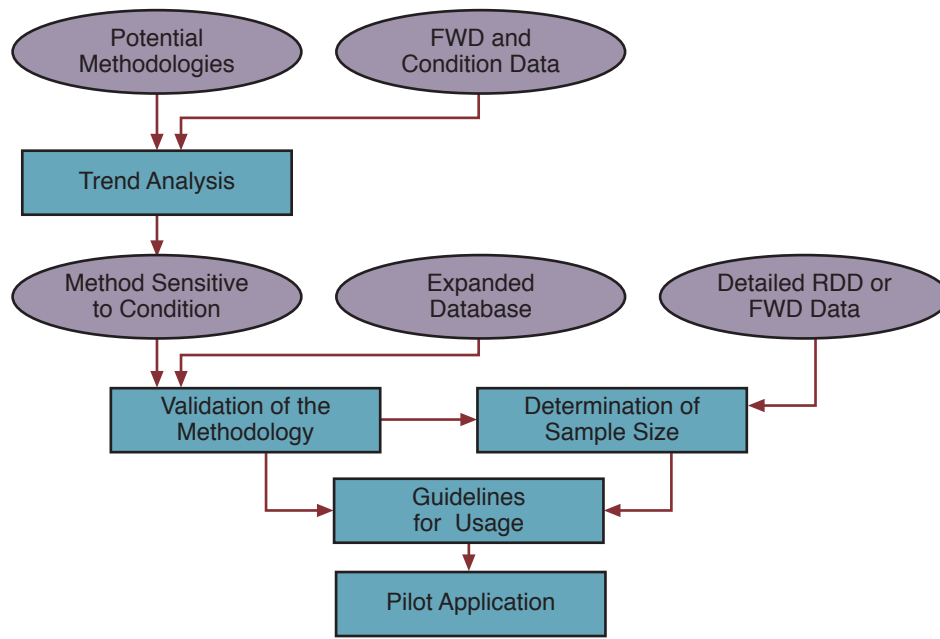 Potential
Methodologies
FWD and
Condition Data
Trend Analysis
Method Sensitive
to Condition
Expanded
Database
Detailed RDD or
FWD Data
Validation of the
Methodology
Determination of
Sample Size
Guidelines
for Usage
Pilot Application